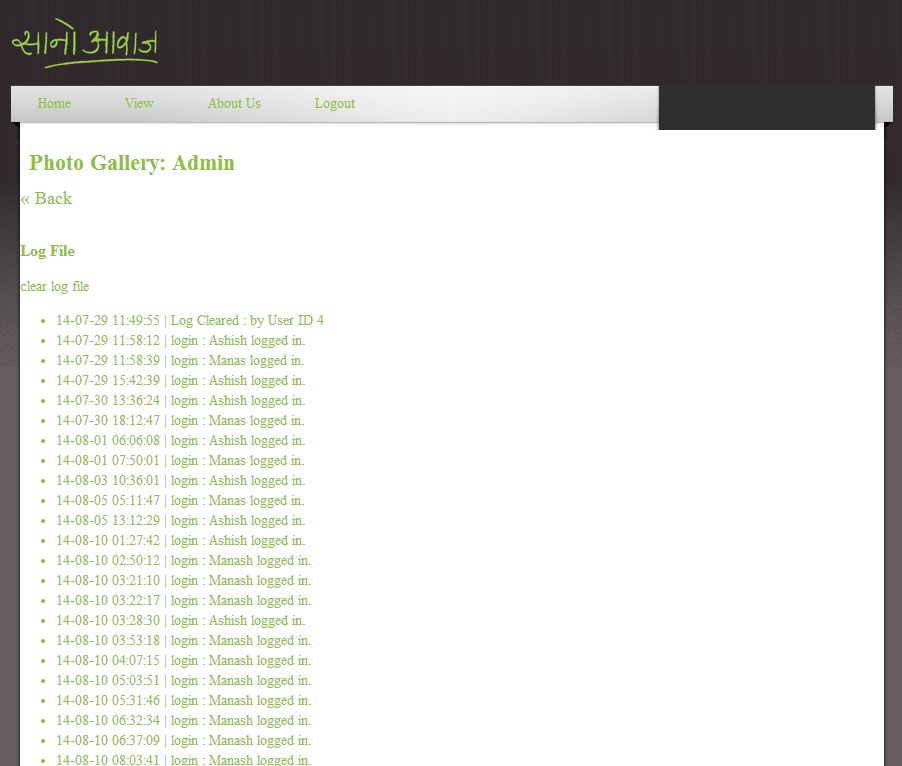 सानो आवाज
Home View About Us Logout
Photo Gallery: Admin
« Back
Log File
clear log file
14-07-29 11:49:55 | Log Cleared : by User ID 4
14-07-29 11:58:12 | login : Ashish logged in.
14-07-29 11:58:39 | login : Manas logged in.
14-07-29 15:42:39 | login : Ashish logged in.
14-07-30 13:36:24 | login : Ashish logged in.
14-07-30 18:12:47 | login : Manas logged in.
14-08-01 06:06:08 | login : Ashish logged in.
14-08-01 07:50:01 | login : Manas logged in.
14-08-03 10:36:01 | login : Ashish logged in.
14-08-05 05:11:47 | login : Manas logged in.
14-08-05 13:12:29 | login : Ashish logged in.
14-08-10 01:27:42 | login : Ashish logged in.
14-08-10 02:50:12 | login : Manash logged in.
14-08-10 03:21:10 | login : Manash logged in.
14-08-10 03:22:17 | login : Manash logged in.
14-08-10 03:28:30 | login : Ashish logged in.
14-08-10 03:53:18 | login : Manash logged in.
14-08-10 04:07:15 | login : Manash logged in.
14-08-10 05:03:51 | login : Manash logged in.
14-08-10 05:31:46 | login : Manash logged in.
14-08-10 06:32:34 | login : Manash logged in.
14-08-10 06:37:09 | login : Manash logged in.
14-08-10 08:03:41 | login : Manash logged in.